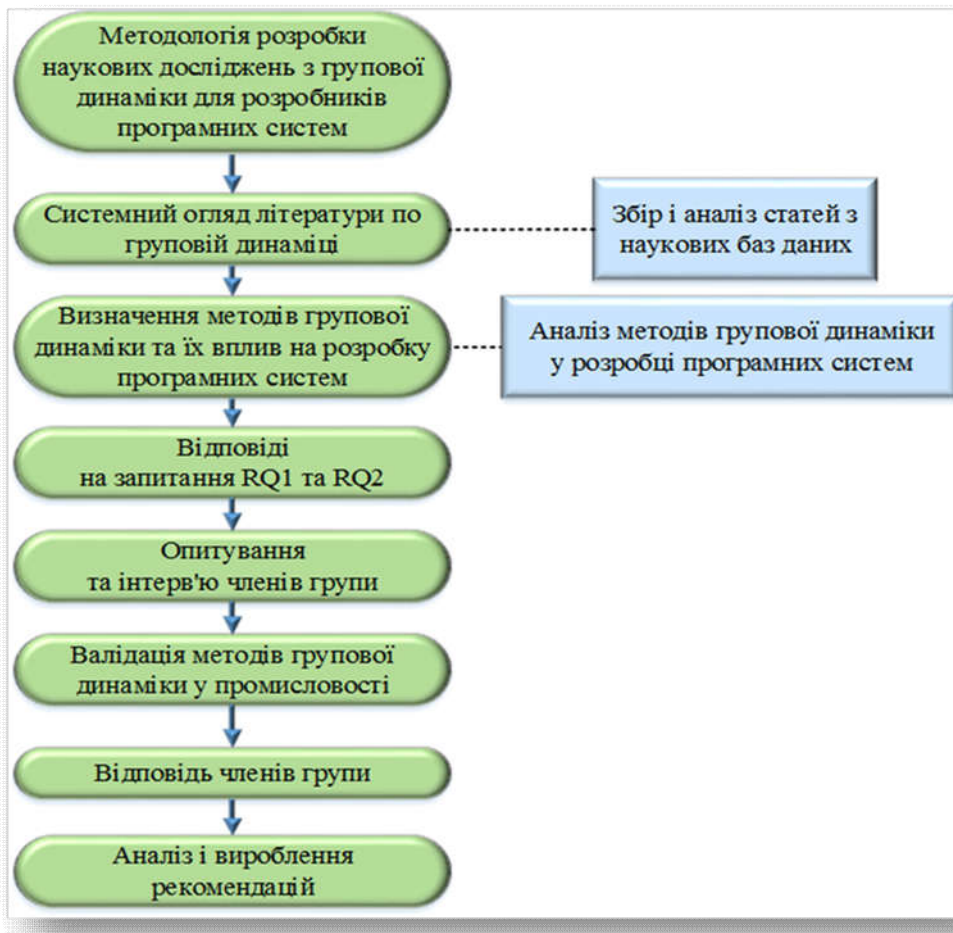 Методологія розробки
наукових досліджень з групової
динаміки для розробників
програмних систем
Системний огляд літератури по
груповій динаміці
Збір і аналіз статей з
наукових баз даних
Визначення методів групової
динаміки та їх вплив на розробку
програмних систем
Аналіз методів групової динаміки
у розробці програмних систем
Відповіді
на запитання RQ1 та RQ2
Опитування
та інтерв'ю членів групи
Валідація методів групової
динаміки у промисловості
Відповідь членів групи
Аналіз і вироблення
рекомендацій